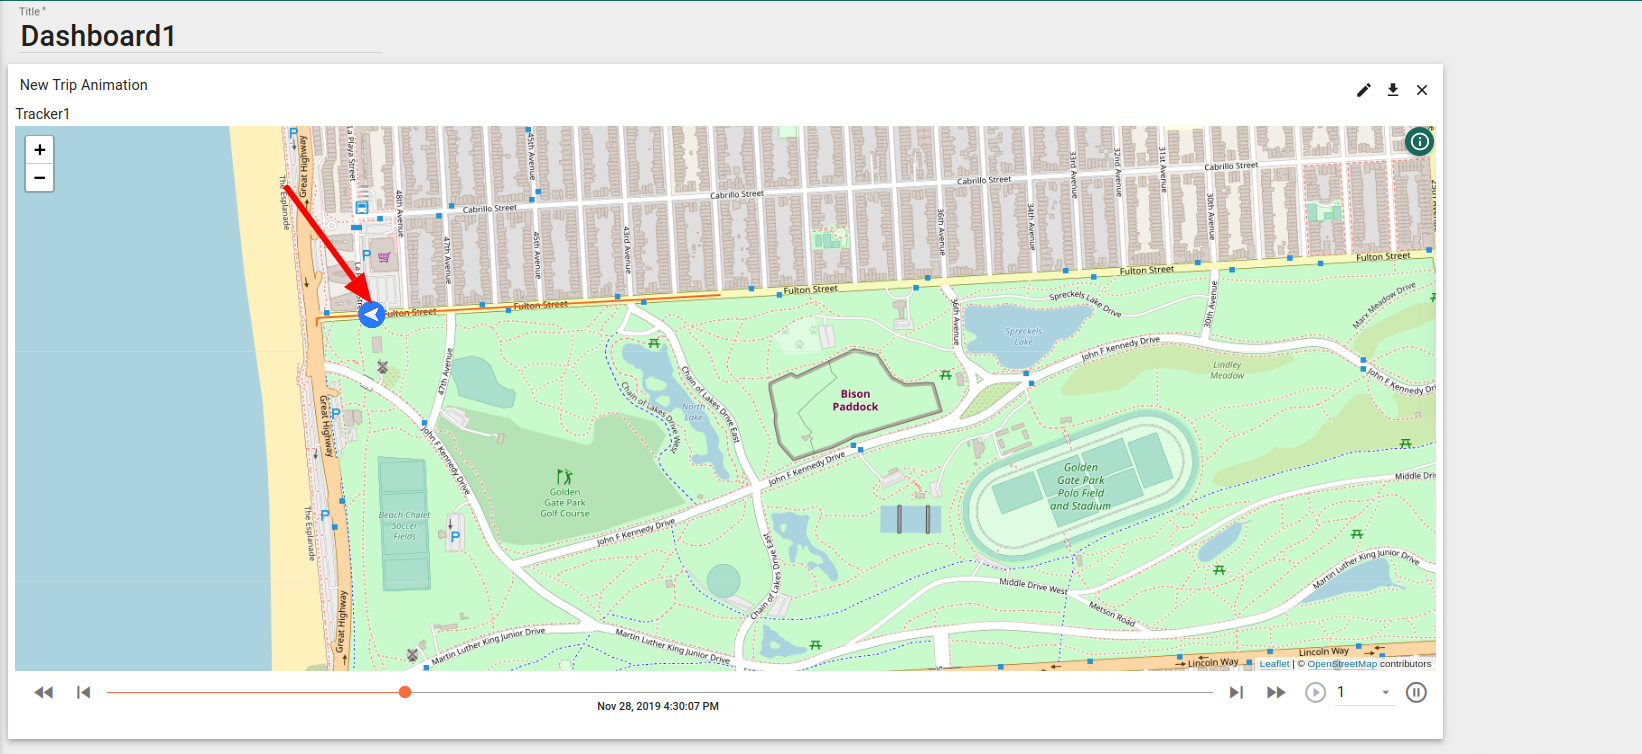 Title *
Dashboard1
New Trip Animation
Tracker1
+
−
P
Great Highway
La Playa Street
The Esplanade
48th Avenue
45th Avenue
33rd Avenue
32nd Avenue
31st Avenue
Cabrillo Street
Cabrillo Street
Cabrillo Street
Cabrillo Street
30th Avenue
34th Avenue
36th Avenue
43rd Avenue
45th Avenue
47th Avenue
P
Fulton Street
Fulton Street
Fulton Street
Fulton Street
Fulton Street
Spreckels Lake Drive
Marx Meadow Drive
30th Avenue
36th Avenue
Spreckels
Lake
John F Kennedy Drive
Lindley
Meadow
John F Kennedy Dr
47th Avenue
Chain of Lakes Drive East
Chain of Lakes Drive We
North
Lake
Bison
Paddock
Great Highway
P
John F Kennedy Drive
John F Kennedy Drive
Golden
Gate Park
Polo Field
and Stadium
Middle Dri
Golden
Gate Park
Golf Course
Beach Chalet
Soccer
Fields
P
P
The Esplanade
John F Kennedy Drive
Chain of Lakes Drive East
Middle Drive West
Metson Road
Martin Luther King Junior Drive
Great Highway
Martin Luther King Junior Drive
Martin Luther King Junior Drive
Lincoln Way
Lincoln Way
Leaflet | © OpenStreetMap contributors
1
Nov 28, 2019 4:30:07 PM